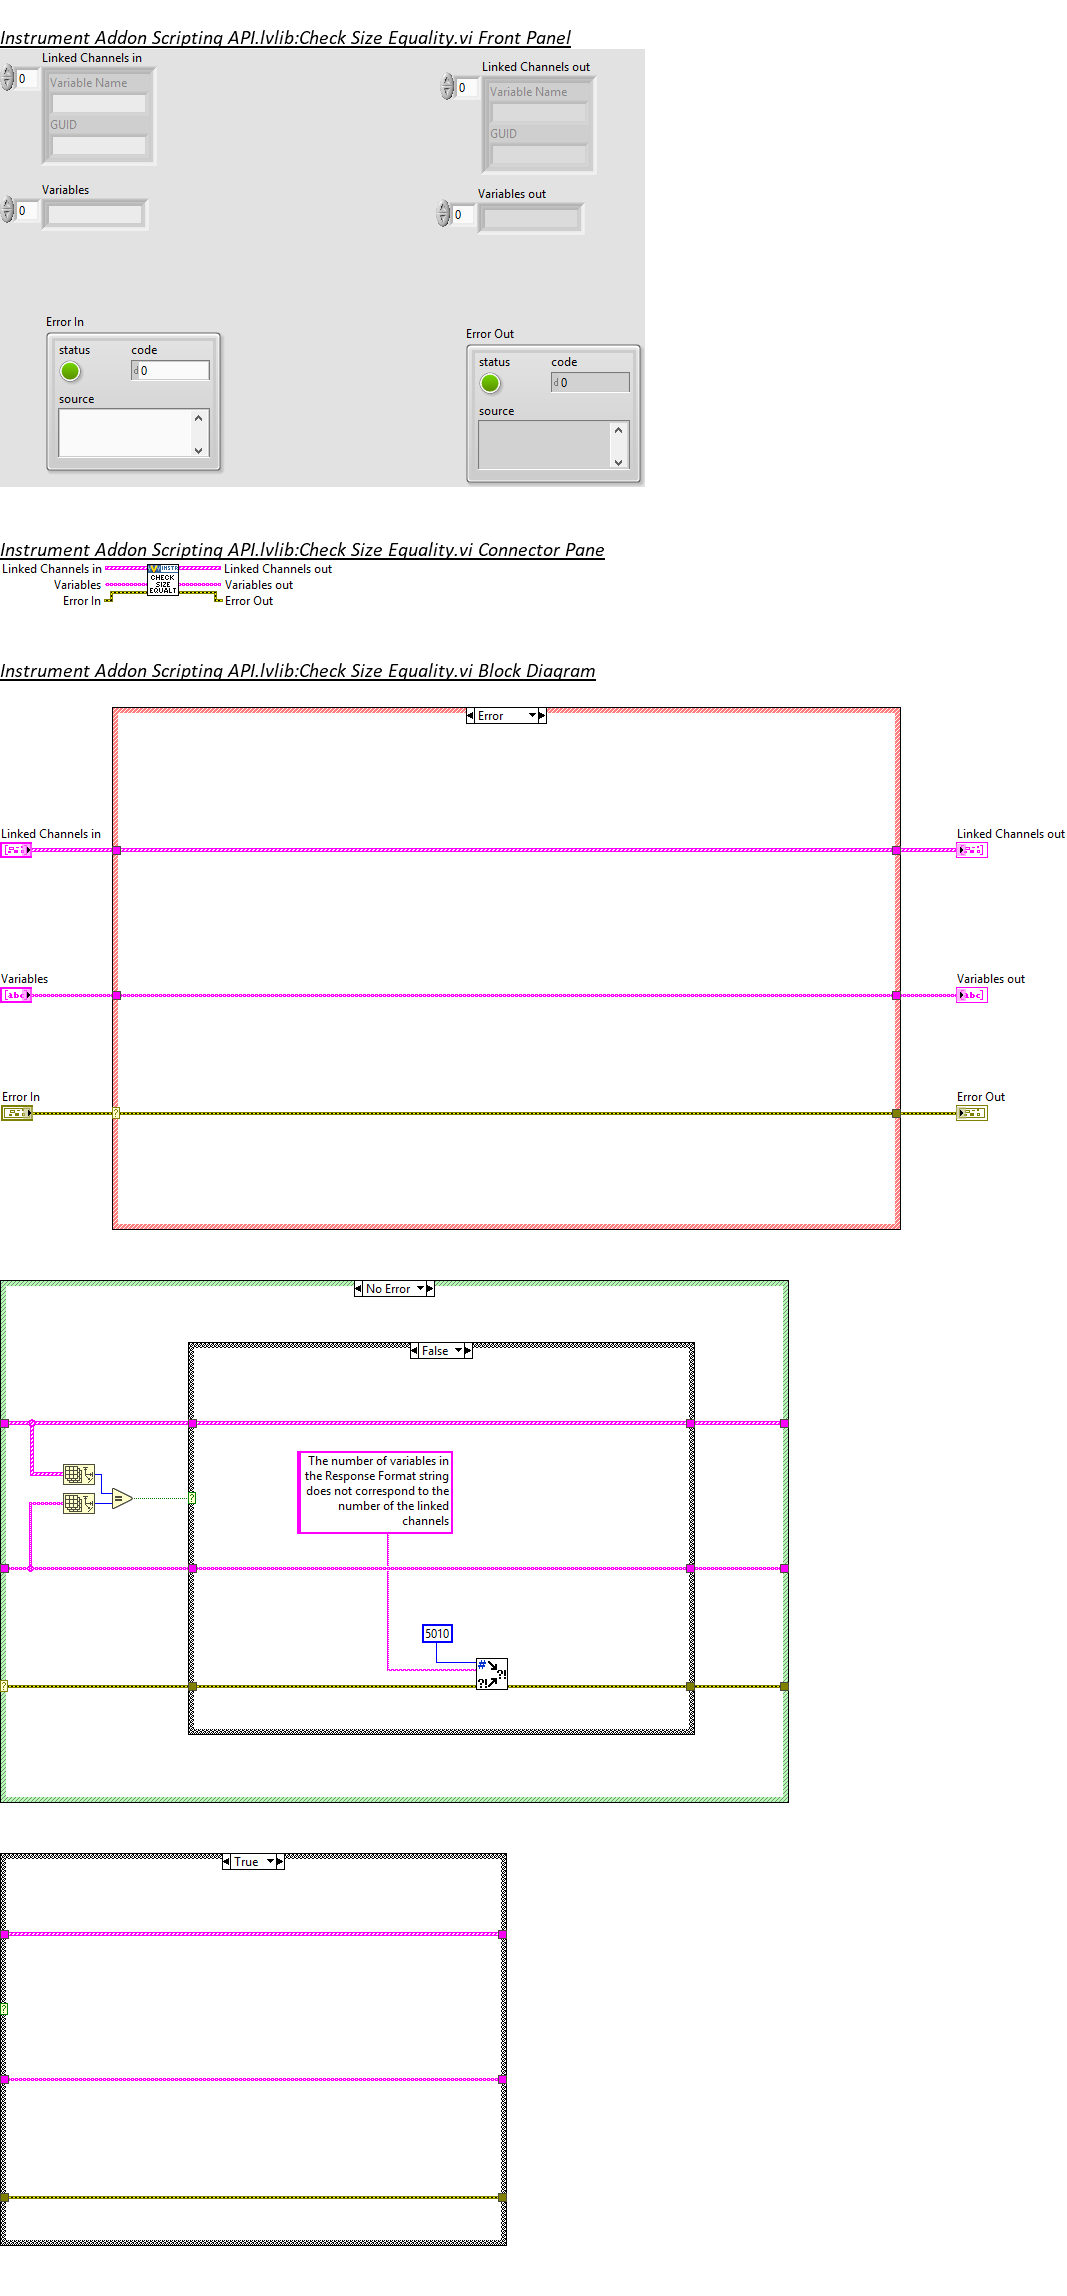 Instrument Addon Scripting API.lvlib:Check Size Equality.vi Front Panel
Linked Channels in
0
Variable Name
GUID
Linked Channels out
0
Variable Name
GUID
Variables
0
Variables out
0
Error In
status code
d 0
source
Error Out
status code
d 0
source
Instrument Addon Scripting API.lvlib:Check Size Equality.vi Connector Pane
Linked Channels in
Variables
Error In
INSTR
CHECK
SIZE
EQUALT
Linked Channels out
Variables out
Error Out
Instrument Addon Scripting API.lvlib:Check Size Equality.vi Block Diagram
Error
Linked Channels in
Linked Channels out
Variables
abc
Variables out
abc
Error In
?
Error Out
No Error
False
=
?
The number of variables in
the Response Format string
does not correspond to the
number of the linked
channels
5010
# ?!
?!
?
True
?